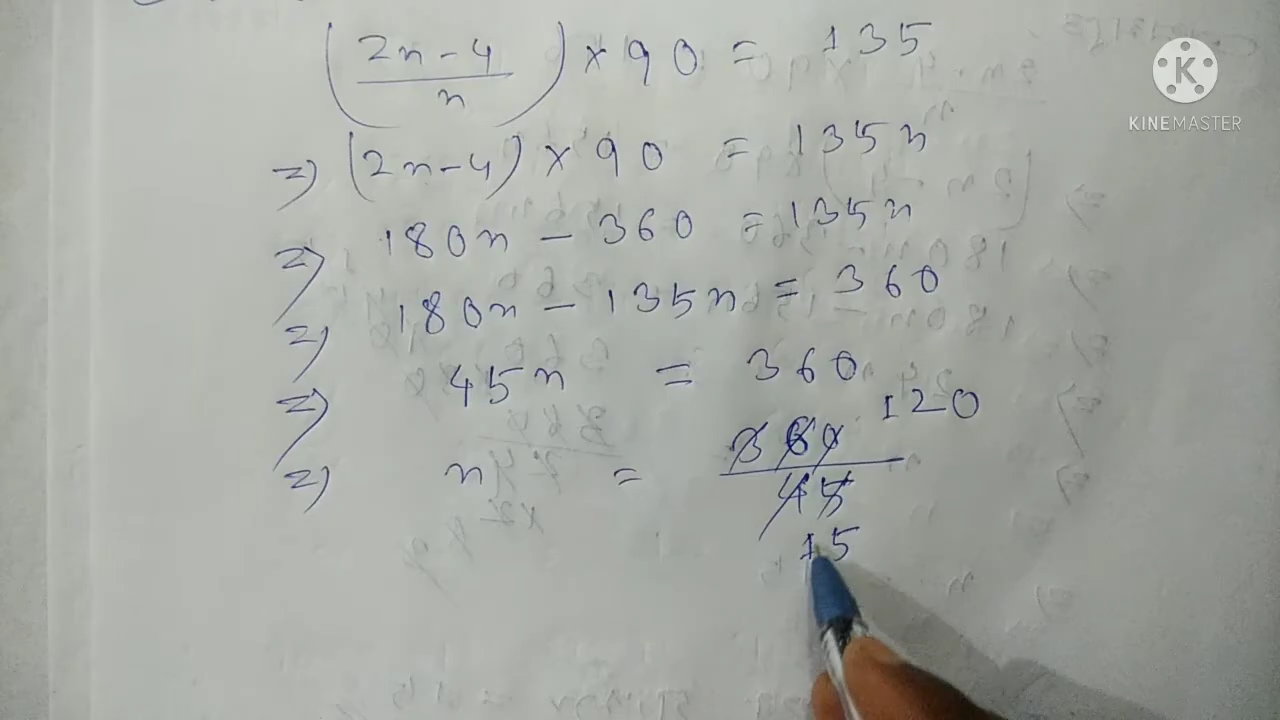 (2n-4/n) × 90 = 135
K
KINEMASTER
⇒) (2n-4) × 90 = 135n
⇒) 180n - 360 = 135n
⇒) 180n - 135n = 360
⇒) 45n = 360
120
⇒) n = 360/45
15